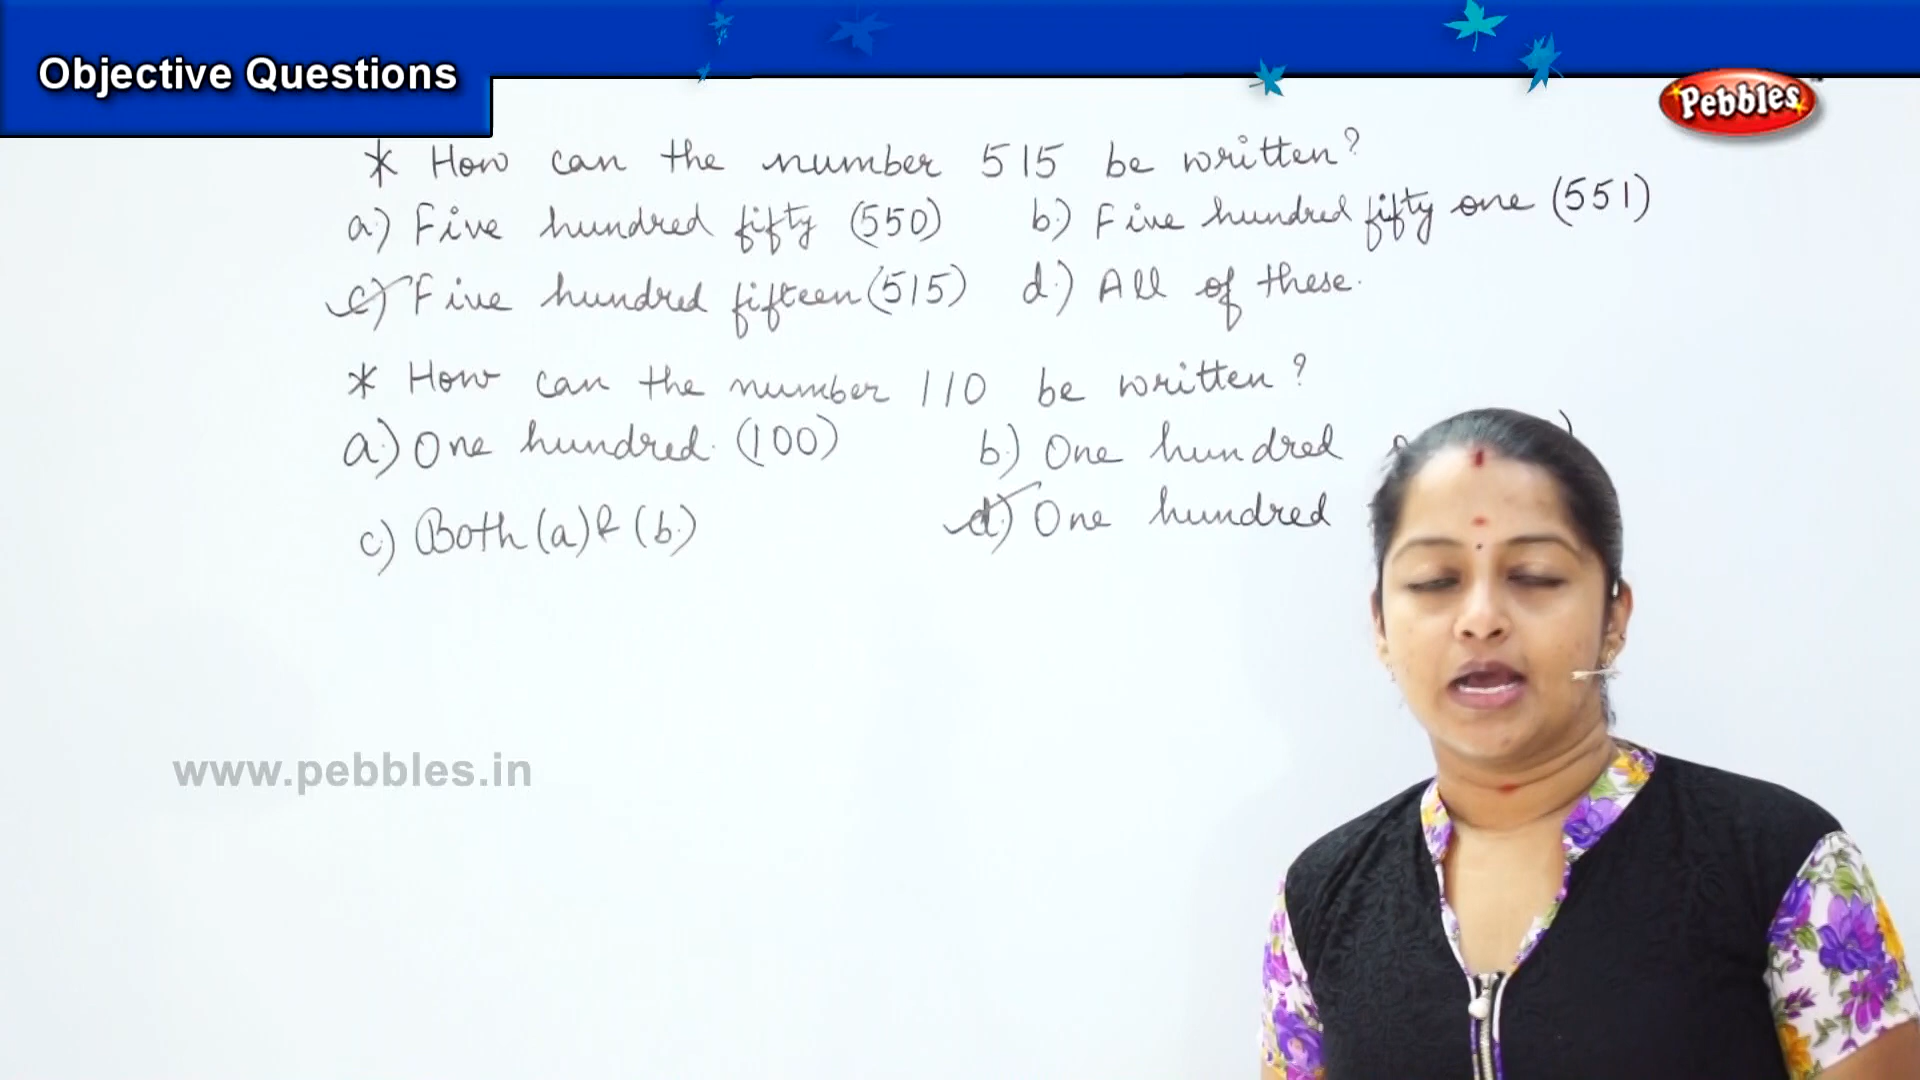 Objective Questions
Pebbles
* How can the number 515 be written?
a.) Five hundred fifty (550) b.) Five hundred fifty one (551)
c.) Five hundred fifteen (515) d.) All of these.
* How can the number 110 be written?
a.) One hundred. (100) b.) One hundred
c.) Both (a) & (b.) d.) One hundred
www.pebbles.in